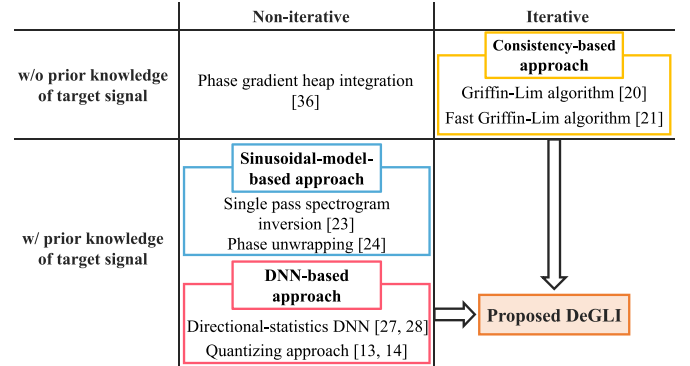 Non-iterative
Iterative
w/o prior knowledge
of target signal
Phase gradient heap integration
[36]
Consistency-based
approach
Griffin-Lim algorithm [20]
Fast Griffin-Lim algorithm [21]
w/ prior knowledge
of target signal
Sinusoidal-model-
based approach
Single pass spectrogram
inversion [23]
Phase unwrapping [24]
DNN-based
approach
Directional-statistics DNN [27, 28]
Quantizing approach [13, 14]
Proposed DeGLI